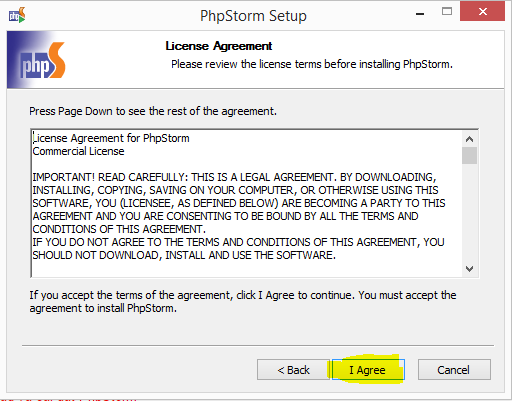 PhpStorm Setup
phpS
License Agreement
Please review the license terms before installing PhpStorm.
Press Page Down to see the rest of the agreement.
License Agreement for PhpStorm
Commercial License
IMPORTANT! READ CAREFULLY: THIS IS A LEGAL AGREEMENT. BY DOWNLOADING,
INSTALLING, COPYING, SAVING ON YOUR COMPUTER, OR OTHERWISE USING THIS
SOFTWARE, YOU (LICENSEE, AS DEFINED BELOW) ARE BECOMING A PARTY TO THIS
AGREEMENT AND YOU ARE CONSENTING TO BE BOUND BY ALL THE TERMS AND
CONDITIONS OF THIS AGREEMENT.
IF YOU DO NOT AGREE TO THE TERMS AND CONDITIONS OF THIS AGREEMENT, YOU
SHOULD NOT DOWNLOAD, INSTALL AND USE THE SOFTWARE.
If you accept the terms of the agreement, click I Agree to continue. You must accept the
agreement to install PhpStorm.
< Back
I Agree
Cancel